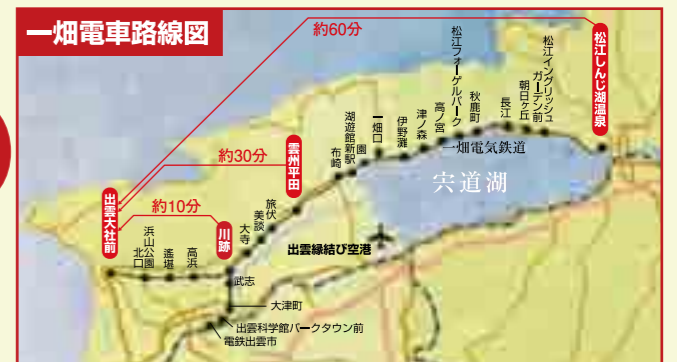 一畑電車路線図
約60分
約30分
約10分
松江しんじ湖温泉
松江イングリッシュ
ガーデン前
朝日ヶ丘
長江
秋鹿町
松江フォーゲルパーク
高ノ宮
津ノ森
伊野灘
一畑口
園
湖遊館新駅
布崎
雲州平田
旅伏
美談
大寺
川跡
武志
大津町
出雲科学館パークタウン前
電鉄出雲市
高浜
遙堪
浜山公園
北口
出雲大社前
一畑電気鉄道
宍道湖
出雲縁結び空港